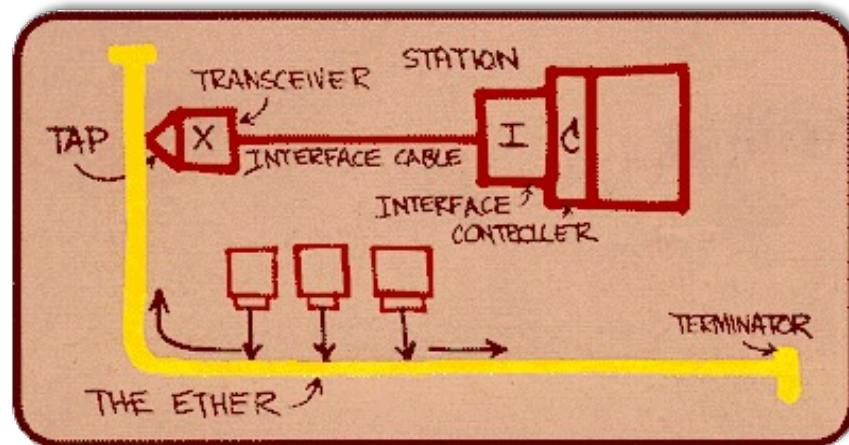 STATION
TRANSCEIVER
TAP
X
I
C
INTERFACE CABLE
INTERFACE
CONTROLLER
TERMINATOR
THE ETHER